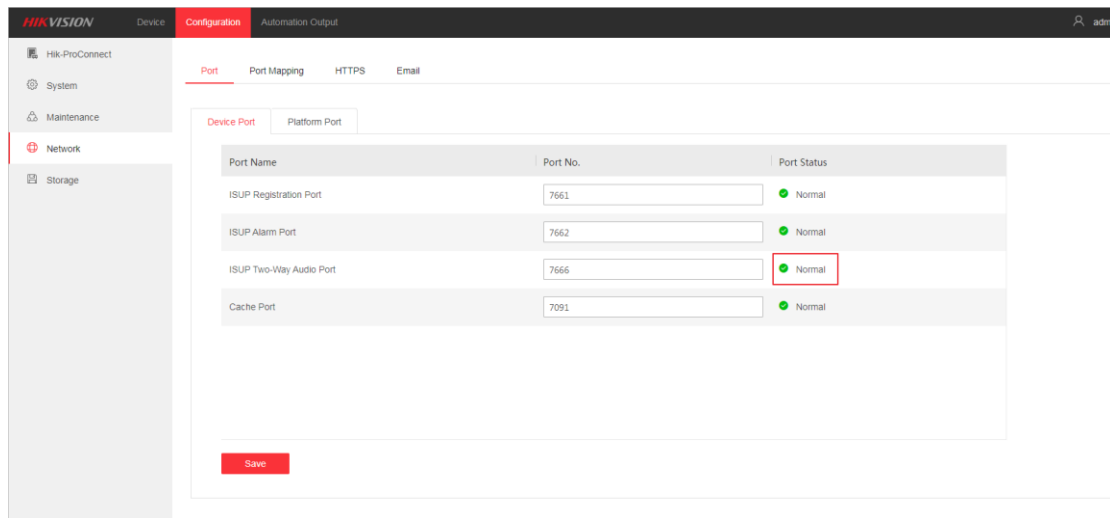 HIKVISION Device Configuration Automation Output adm
Hik-ProConnect
System
Maintenance
Network
Storage
Port Port Mapping HTTPS Email
Device Port Platform Port
Port Name Port No. Port Status
ISUP Registration Port 7661 Normal
ISUP Alarm Port 7662 Normal
ISUP Two-Way Audio Port 7666 Normal
Cache Port 7091 Normal
Save